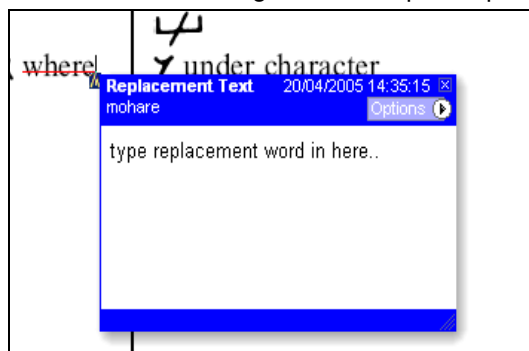 where
under character
Replacement Text 20/04/2005 14:35:15
mohare
Options
type replacement word in here..